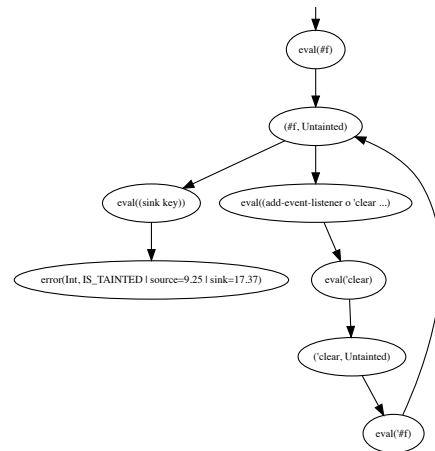 eval(#f)
(#f, Untainted)
eval((sink key))
eval((add-event-listener o 'clear ...)
error(Int, IS_TAINTED | source=9.25 | sink=17.37)
eval('clear)
('clear, Untainted)
eval('#f)